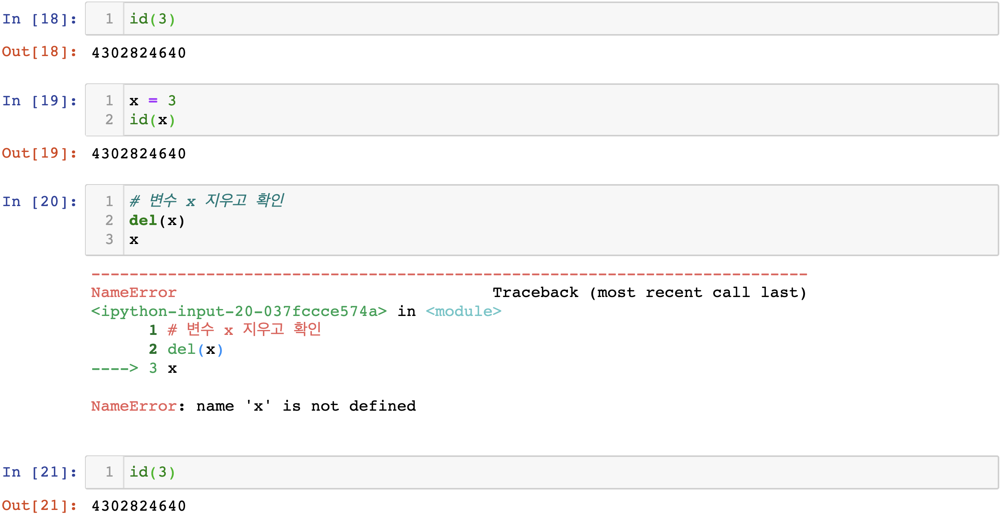 In [18]: 1 id(3)
Out[18]: 4302824640
In [19]: 1 x = 3
2 id(x)
Out[19]: 4302824640
In [20]: 1 # 변수 x 지우고 확인
2 del(x)
3 x
---------------------------------------------------------------------------
NameError                                 Traceback (most recent call last)
<ipython-input-20-037fccce574a> in <module>
      1 # 변수 x 지우고 확인
      2 del(x)
----> 3 x
NameError: name 'x' is not defined
In [21]: 1 id(3)
Out[21]: 4302824640